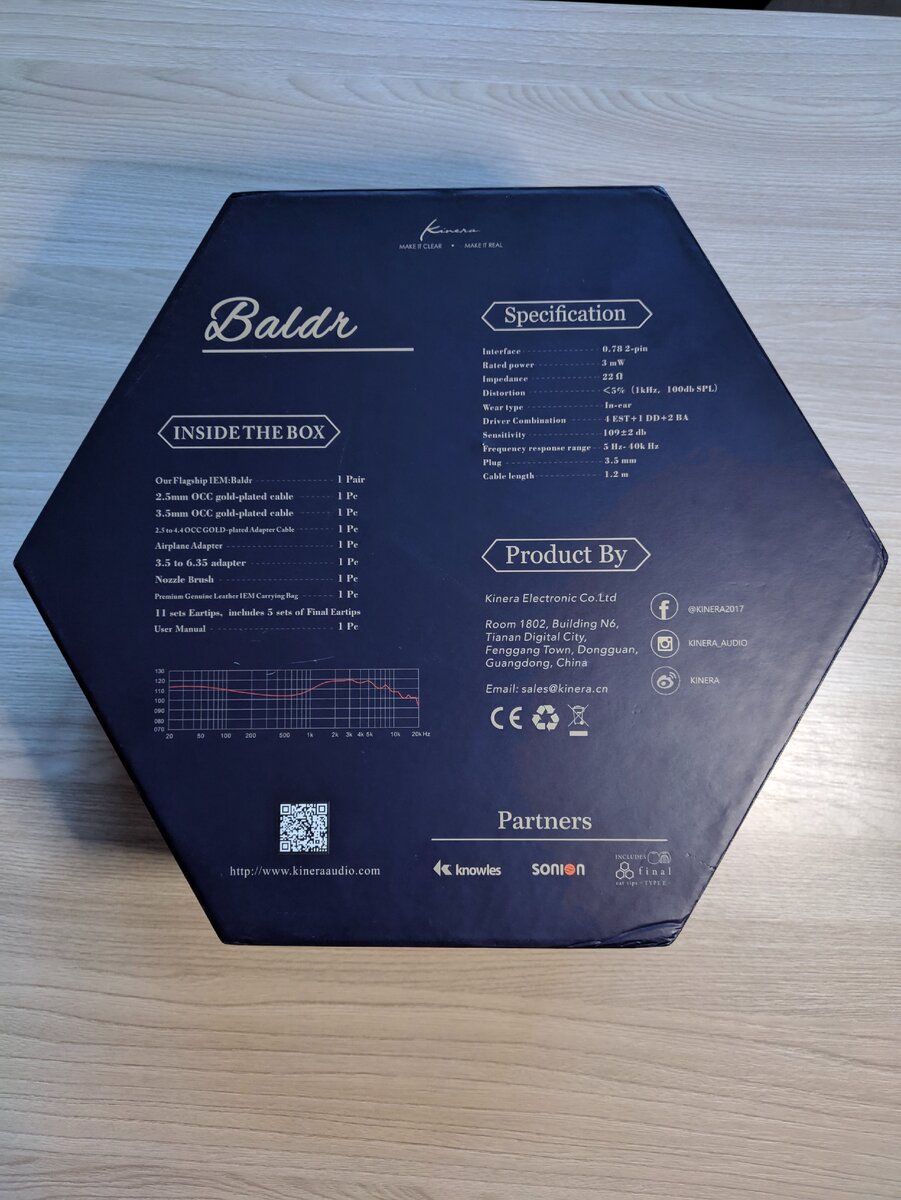 Kinera
MAKE IT CLEAR • MAKE IT REAL
Baldr
INSIDE THE BOX
Our Flagship IEM:Baldr 1 Pair
2.5mm OCC gold-plated cable 1 Pc
3.5mm OCC gold-plated cable 1 Pc
2.5 to 4.4 OCC GOLD-plated Adapter Cable 1 Pc
Airplane Adapter 1 Pc
3.5 to 6.35 adapter 1 Pc
Nozzle Brush 1 Pc
Premium Genuine Leather IEM Carrying Bag 1 Pc
11 sets Eartips, includes 5 sets of Final Eartips
User Manual 1 Pc
130
120
110
100
090
080
070
20 50 100 200 500 1k 2k 3k 4k 5k 10k 20k Hz
http://www.kineraaudio.com
Specification
Interface 0.78 2-pin
Rated power 3 mW
Impedance 22 Ω
Distortion <5% (1kHz, 100db SPL)
Wear type In-ear
Driver Combination 4 EST+1 DD+2 BA
Sensitivity 109±2 db
Frequency response range 5 Hz- 40k Hz
Plug 3.5 mm
Cable length 1.2 m
Product By
Kinera Electronic Co.Ltd
Room 1802, Building N6,
Tianan Digital City,
Fenggang Town, Dongguan,
Guangdong, China
Email: sales@kinera.cn
@KINERA2017
KINERA_AUDIO
KINERA
CE
Partners
knowles
SONION
INCLUDES
final
ear tips - TYPE E -